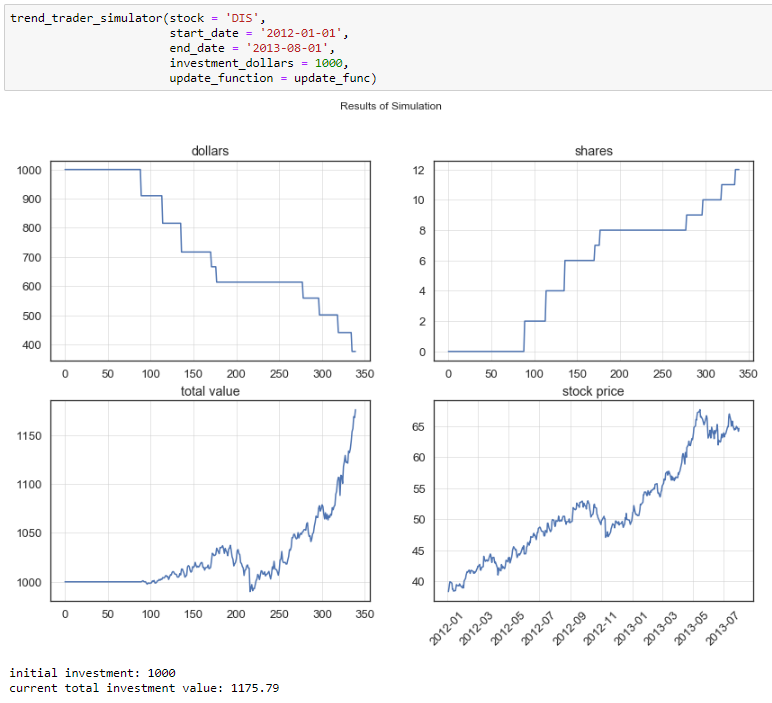 trend_trader_simulator(stock = 'DIS',
start_date = '2012-01-01',
end_date = '2013-08-01',
investment_dollars = 1000,
update_function = update_func)
Results of Simulation
dollars
1000
900
800
700
600
500
400
0 50 100 150 200 250 300 350
shares
12
10
8
6
4
2
0
0 50 100 150 200 250 300 350
total value
1150
1100
1050
1000
0 50 100 150 200 250 300 350
stock price
65
60
55
50
45
40
2012-01 2012-03 2012-05 2012-07 2012-09 2012-11 2013-01 2013-03 2013-05 2013-07
initial investment: 1000
current total investment value: 1175.79